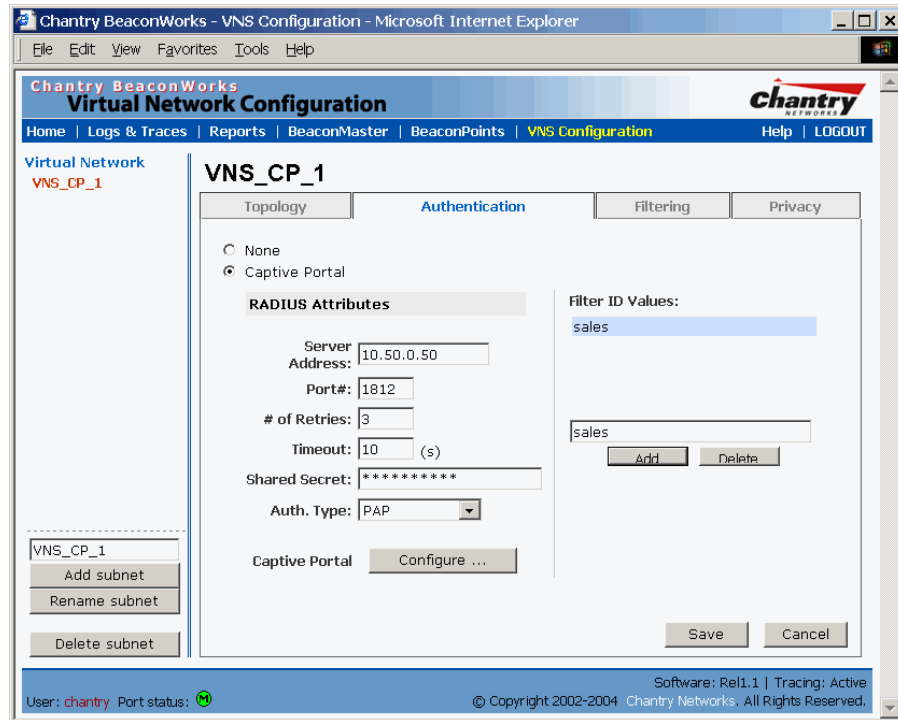 Chantry BeaconWorks - VNS Configuration - Microsoft Internet Explorer
File Edit View Favorites Tools Help
Chantry BeaconWorks
Virtual Network Configuration
Chantry
NETWORKS
Home | Logs & Traces | Reports | BeaconMaster | BeaconPoints | VNS Configuration Help | LOGOUT
Virtual Network
VNS_CP_1
VNS_CP_1
Topology Authentication Filtering Privacy
None
Captive Portal
RADIUS Attributes
Server Address: 10.50.0.50
Port#: 1812
# of Retries: 3
Timeout: 10 (s)
Shared Secret: **********
Auth. Type: PAP
Captive Portal Configure ...
Filter ID Values:
sales
sales
Add Delete
VNS_CP_1
Add subnet
Rename subnet
Delete subnet
Save Cancel
User: chantry Port status: M
Software: Rel1.1 | Tracing: Active
© Copyright 2002-2004 Chantry Networks. All Rights Reserved.